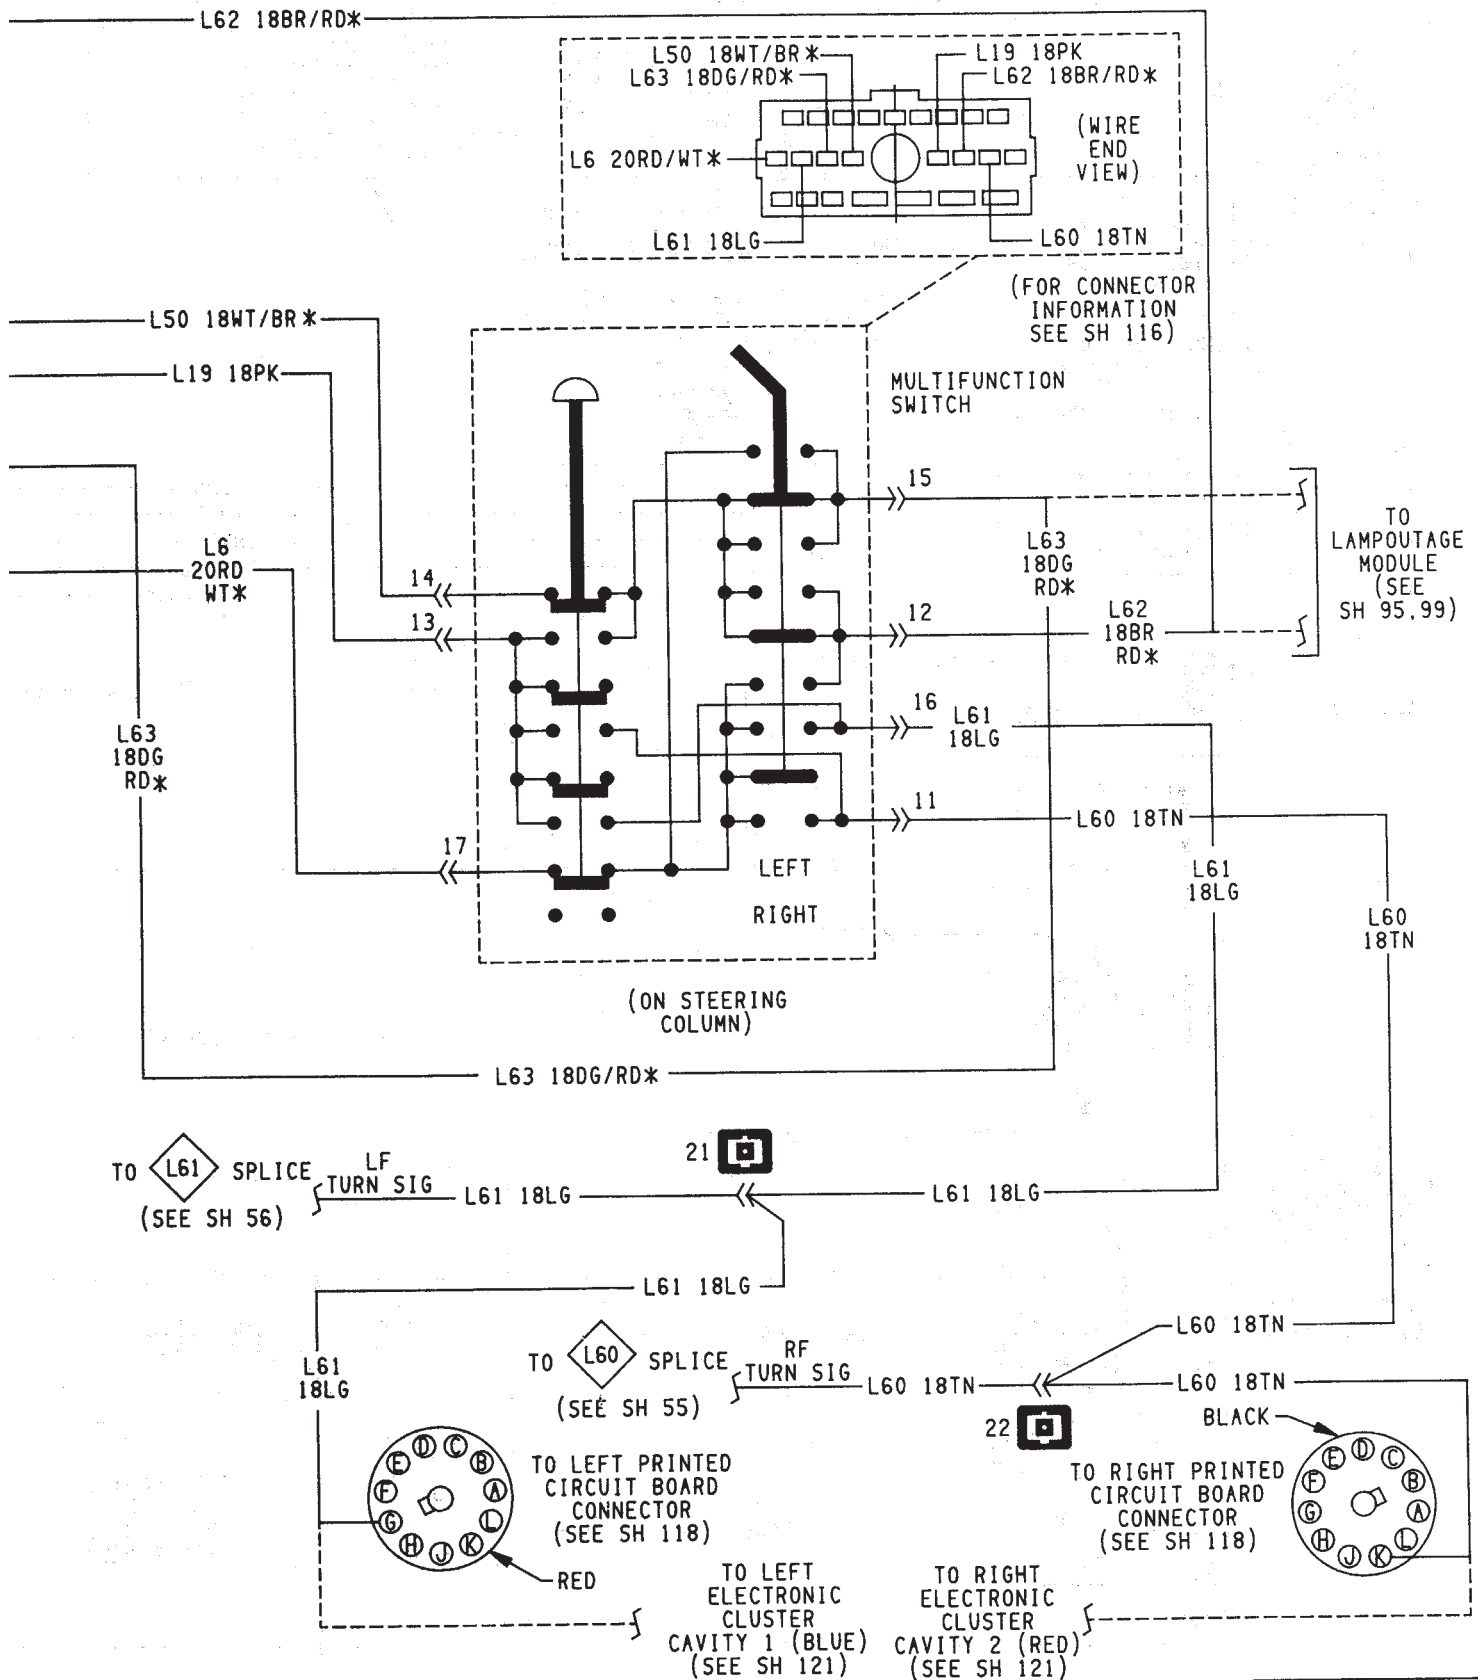 L62 18BR/RD*
L50 18WT/BR*
L63 18DG/RD*
L19 18PK
L62 18BR/RD*
(WIRE
END
VIEW)
L6 20RD/WT*
L61 18LG
L60 18TN
(FOR CONNECTOR
INFORMATION
SEE SH 116)
L50 18WT/BR*
L19 18PK
MULTIFUNCTION
SWITCH
15
TO
LAMPOUTAGE
MODULE
(SEE
SH 95,99)
L63
18DG
RD*
L6
20RD
WT*
14
13
12
L62
18BR
RD*
16
L61
18LG
L63
18DG
RD*
11
L60 18TN
17
LEFT
RIGHT
L61
18LG
L60
18TN
(ON STEERING
COLUMN)
L63 18DG/RD*
21
TO L61 SPLICE
(SEE SH 56)
LF
TURN SIG
L61 18LG
L61 18LG
L61 18LG
L60 18TN
L61
18LG
TO L60 SPLICE
(SEE SH 55)
RF
TURN SIG
L60 18TN
L60 18TN
22
BLACK
E D C B A L K J H G F
TO LEFT PRINTED
CIRCUIT BOARD
CONNECTOR
(SEE SH 118)
RED
TO RIGHT PRINTED
CIRCUIT BOARD
CONNECTOR
(SEE SH 118)
E D C B A L K J H G F
TO LEFT
ELECTRONIC
CLUSTER
CAVITY 1 (BLUE)
(SEE SH 121)
TO RIGHT
ELECTRONIC
CLUSTER
CAVITY 2 (RED)
(SEE SH 121)